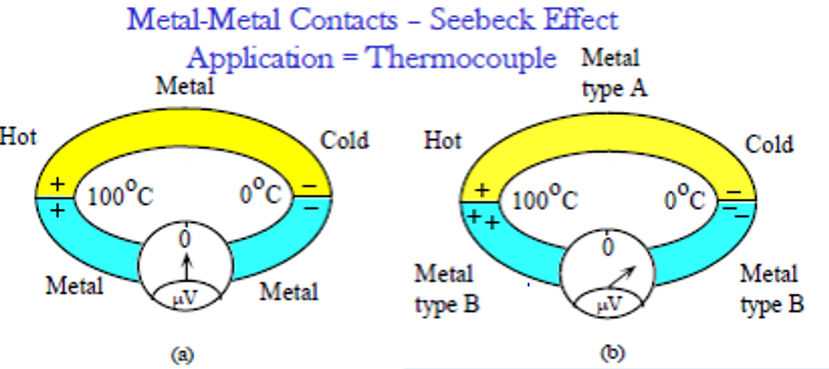 Metal-Metal Contacts – Seebeck Effect
Application = Thermocouple
Metal
Hot
Cold
+
+
100°C
0°C
–
–
0
μV
Metal
Metal
(a)
Metal
type A
Hot
Cold
+
++
100°C
0°C
–
– –
0
μV
Metal
type B
Metal
type B
(b)